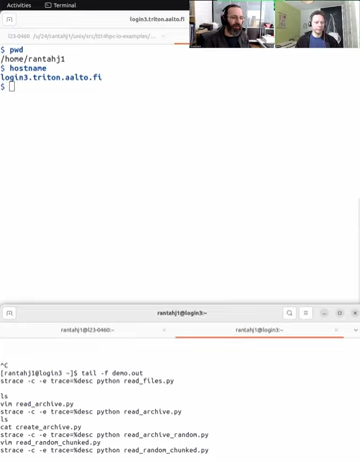 Activities
Terminal
login3.triton.aalto.fi
$ pwd
/home/rantahj1
$ hostname
login3.triton.aalto.fi
$
rantahj1@login3:~
rantahj1@l23-0460:~
rantahj1@login3:~
^C
[rantahj1@login3 ~]$ tail -f demo.out
strace -c -e trace=%desc python read_files.py
ls
vim read_archive.py
strace -c -e trace=%desc python read_archive.py
ls
cat create_archive.py
strace -c -e trace=%desc python read_archive_random.py
vim read_random_chunked.py
strace -c -e trace=%desc python read_random_chunked.py